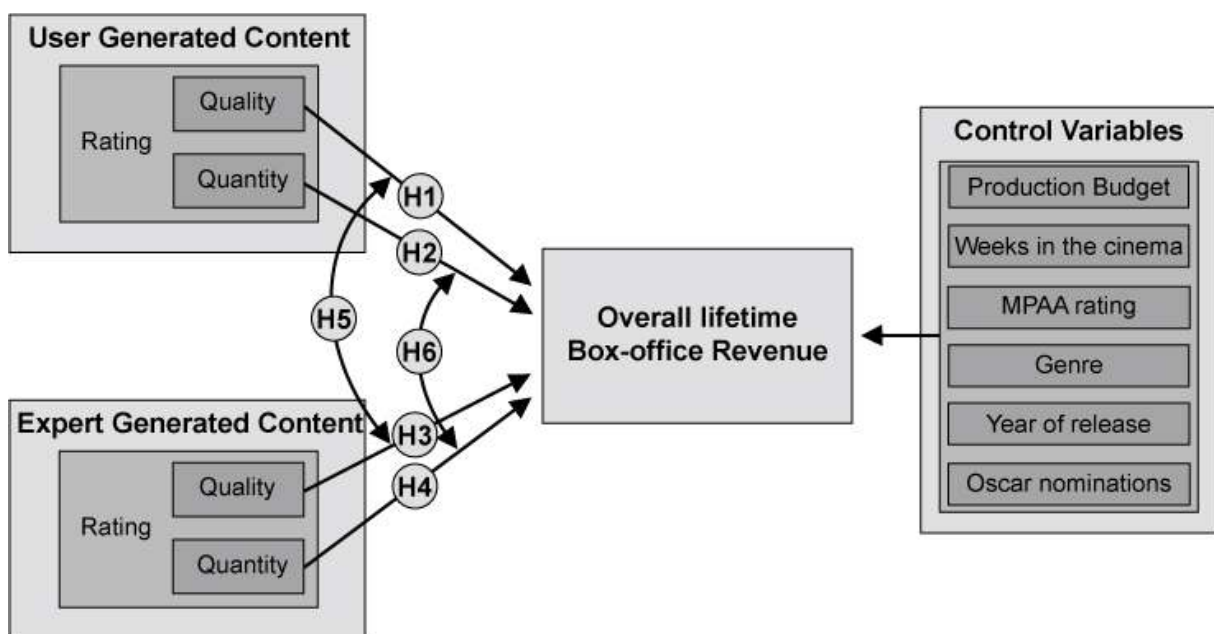 User Generated Content
Rating
Quality
Quantity
H1
H2
H5
H6
H3
H4
Expert Generated Content
Rating
Quality
Quantity
Overall lifetime
Box-office Revenue
Control Variables
Production Budget
Weeks in the cinema
MPAA rating
Genre
Year of release
Oscar nominations